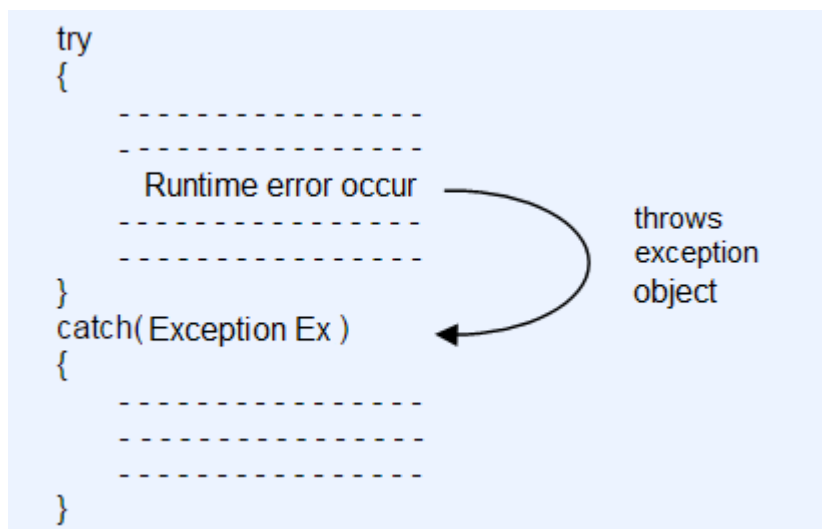 try
{
- - - - - - - - - - - - - - - -
- - - - - - - - - - - - - - - -
Runtime error occur
- - - - - - - - - - - - - - - -
- - - - - - - - - - - - - - - -
}
catch( Exception Ex )
{
- - - - - - - - - - - - - - - -
- - - - - - - - - - - - - - - -
- - - - - - - - - - - - - - - -
}
throws
exception
object